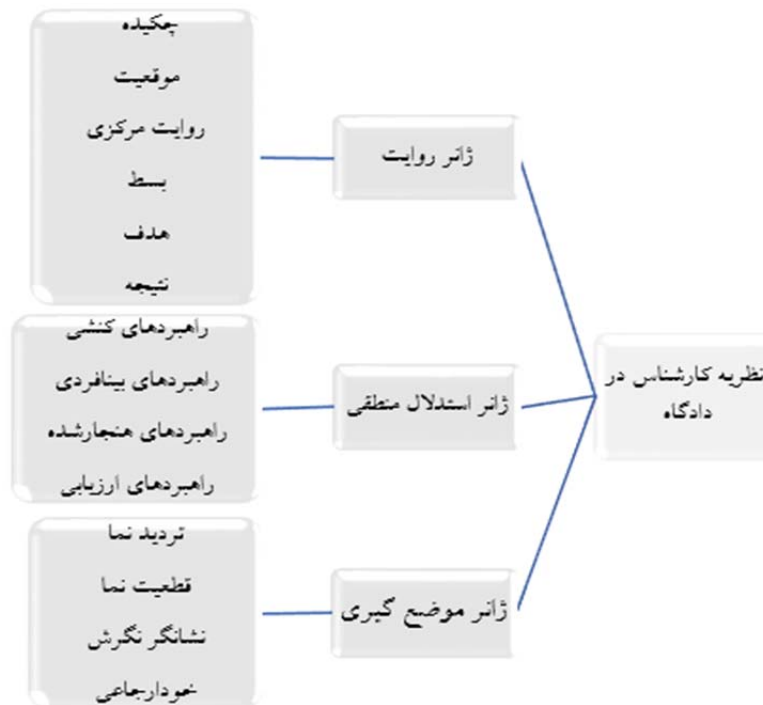 نظریه کارشناس در
دادگاه
ژانر روایت
چکیده
موقعیت
روایت مرکزی
بسط
هدف
نتیجه
ژانر استدلال منطقی
راهبردهای کنشی
راهبردهای بینافردی
راهبردهای هنجارشده
راهبردهای ارزیابی
ژانر موضع گیری
تردید نما
قطعیت نما
نشانگر نگرش
خودارجاعی